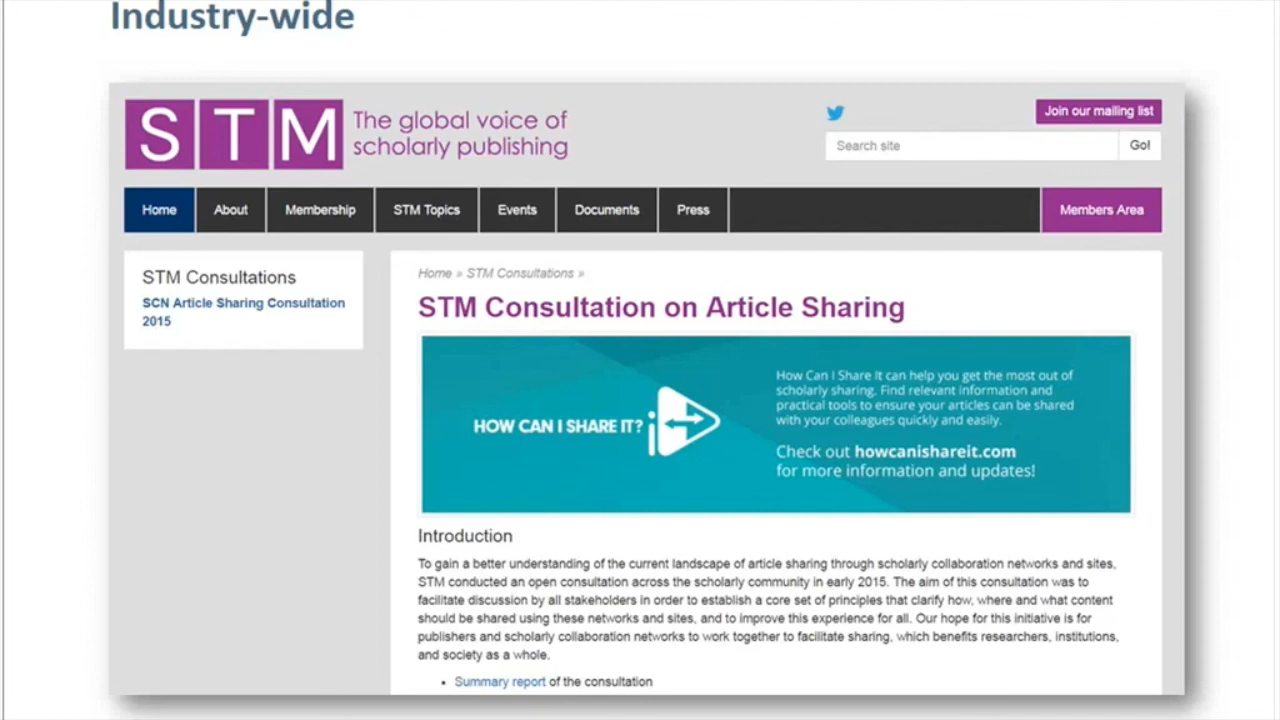 Industry-wide
STM The global voice of
scholarly publishing
Join our mailing list
Search site Go!
Home About Membership STM Topics Events Documents Press Members Area
STM Consultations
SCN Article Sharing Consultation
2015
Home » STM Consultations »
STM Consultation on Article Sharing
HOW CAN I SHARE IT? i
How Can I Share It can help you get the most out of
scholarly sharing. Find relevant information and
practical tools to ensure your articles can be shared
with your colleagues quickly and easily.
Check out howcanishareit.com
for more information and updates!
Introduction
To gain a better understanding of the current landscape of article sharing through scholarly collaboration networks and sites,
STM conducted an open consultation across the scholarly community in early 2015. The aim of this consultation was to
facilitate discussion by all stakeholders in order to establish a core set of principles that clarify how, where and what content
should be shared using these networks and sites, and to improve this experience for all. Our hope for this initiative is for
publishers and scholarly collaboration networks to work together to facilitate sharing, which benefits researchers, institutions,
and society as a whole.
• Summary report of the consultation